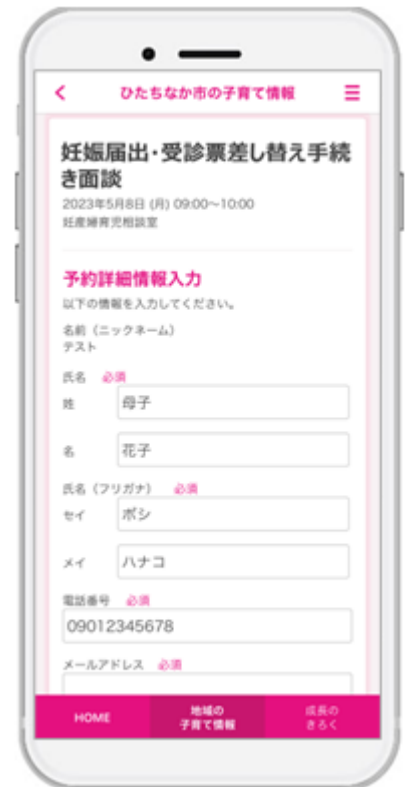 ひたちなか市の子育て情報
妊娠届出・受診票差し替え手続
き面談
2023年5月8日 (月) 09:00〜10:00
妊産婦育児相談室
予約詳細情報入力
以下の情報を入力してください。
名前（ニックネーム）
テスト
氏名 必須
姓 母子
名 花子
氏名（フリガナ） 必須
セイ ボシ
メイ ハナコ
電話番号 必須
09012345678
メールアドレス 必須
HOME
地域の
子育て情報
成長の
きろく